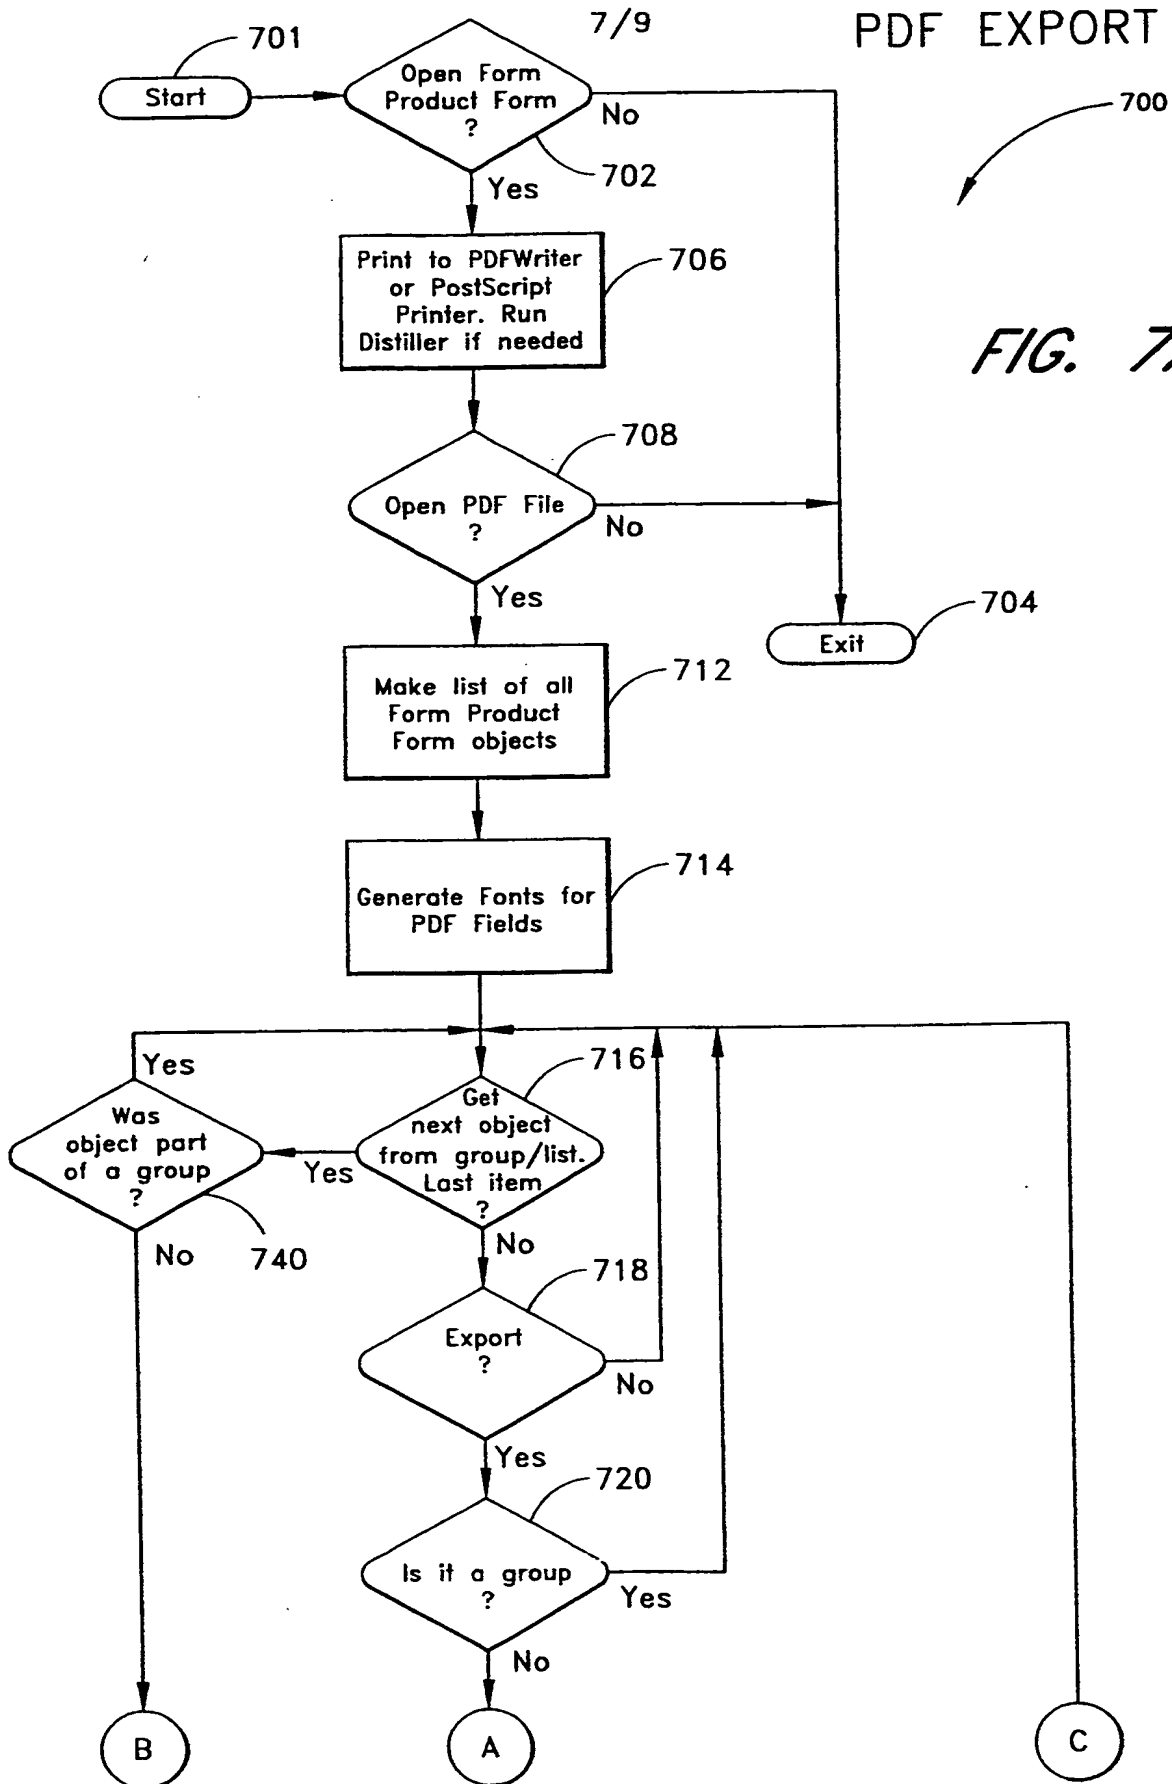 7/9
PDF EXPORT
701
Start
Open Form
Product Form
?
No
700
702
Yes
Print to PDFWriter
or PostScript
Printer. Run
Distiller if needed
706
FIG. 7
708
Open PDF File
?
No
Yes
704
Exit
Make list of all
Form Product
Form objects
712
Generate Fonts for
PDF Fields
714
Yes
716
Was
object part
of a group
?
Get
next object
from group/list.
Last item
?
Yes
No
740
No
718
Export
?
No
Yes
720
Is it a group
?
Yes
No
B
A
C